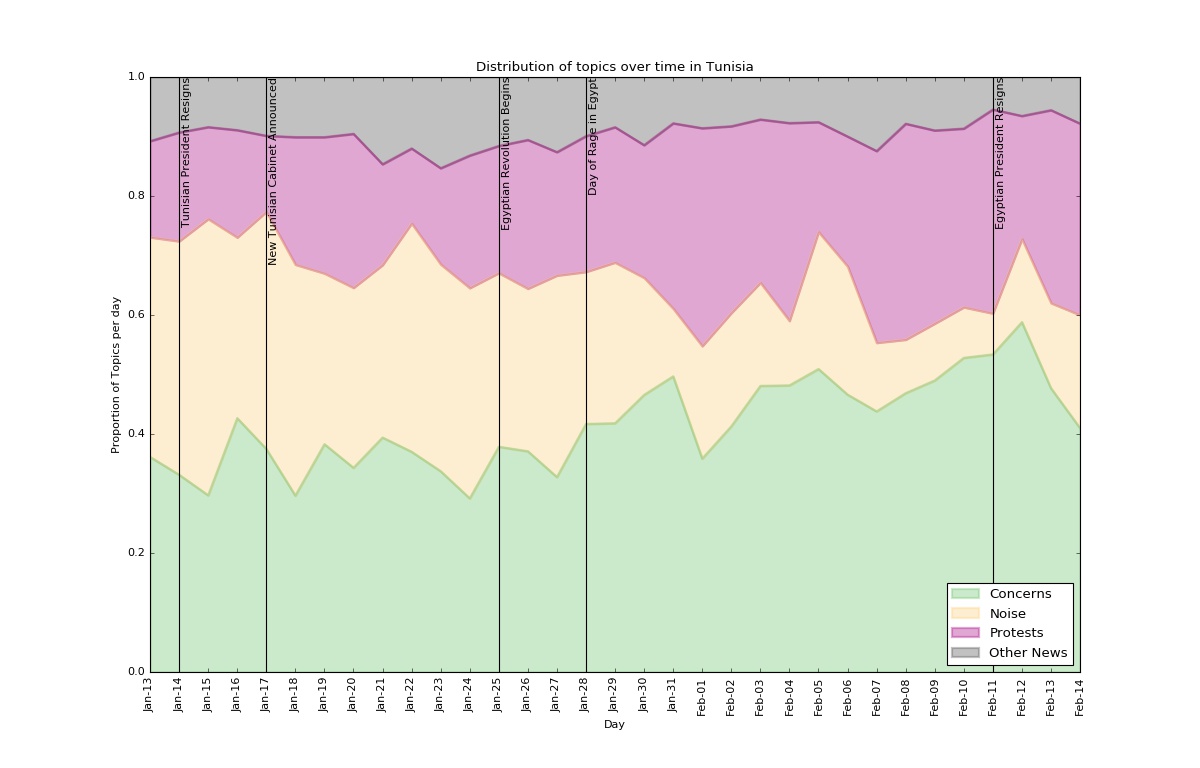 Distribution of topics over time in Tunisia
Proportion of Topics per day
1.0
0.8
0.6
0.4
0.2
0.0
Tunisian President Resigns
New Tunisian Cabinet Announced
Egyptian Revolution Begins
Day of Rage in Egypt
Egyptian President Resigns
Concerns
Noise
Protests
Other News
Jan-13
Jan-14
Jan-15
Jan-16
Jan-17
Jan-18
Jan-19
Jan-20
Jan-21
Jan-22
Jan-23
Jan-24
Jan-25
Jan-26
Jan-27
Jan-28
Jan-29
Jan-30
Jan-31
Feb-01
Feb-02
Feb-03
Feb-04
Feb-05
Feb-06
Feb-07
Feb-08
Feb-09
Feb-10
Feb-11
Feb-12
Feb-13
Feb-14
Day